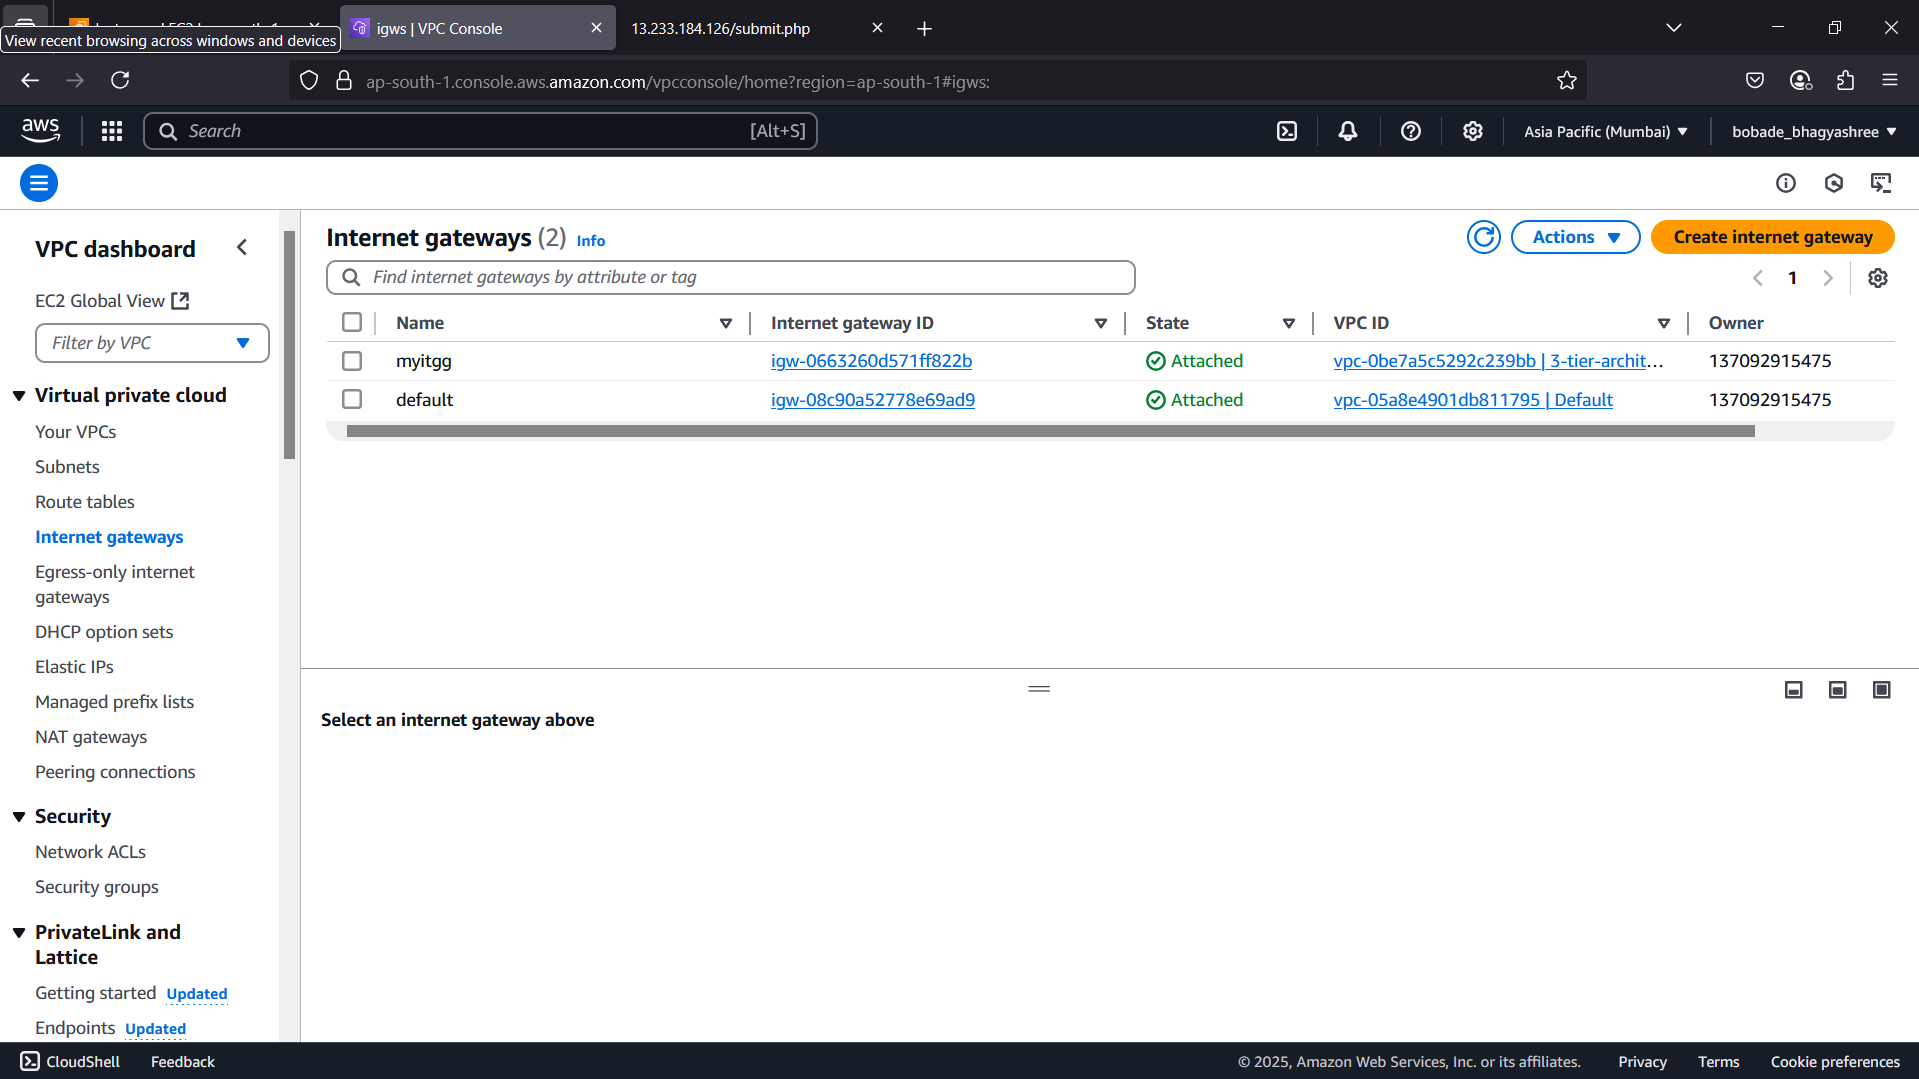 View recent browsing across windows and devices
igws | VPC Console
13.233.184.126/submit.php
ap-south-1.console.aws.amazon.com/vpcconsole/home?region=ap-south-1#igws:
aws
Search
[Alt+S]
Asia Pacific (Mumbai)
bobade_bhagyashree
VPC dashboard
EC2 Global View
Filter by VPC
Virtual private cloud
Your VPCs
Subnets
Route tables
Internet gateways
Egress-only internet
gateways
DHCP option sets
Elastic IPs
Managed prefix lists
NAT gateways
Peering connections
Security
Network ACLs
Security groups
PrivateLink and
Lattice
Getting started Updated
Endpoints Updated
Internet gateways (2) Info
Actions
Create internet gateway
Find internet gateways by attribute or tag
1
Name Internet gateway ID State VPC ID Owner
myitgg igw-0663260d571ff822b Attached vpc-0be7a5c5292c239bb | 3-tier-archit... 137092915475
default igw-08c90a52778e69ad9 Attached vpc-05a8e4901db811795 | Default 137092915475
Select an internet gateway above
CloudShell Feedback © 2025, Amazon Web Services, Inc. or its affiliates. Privacy Terms Cookie preferences